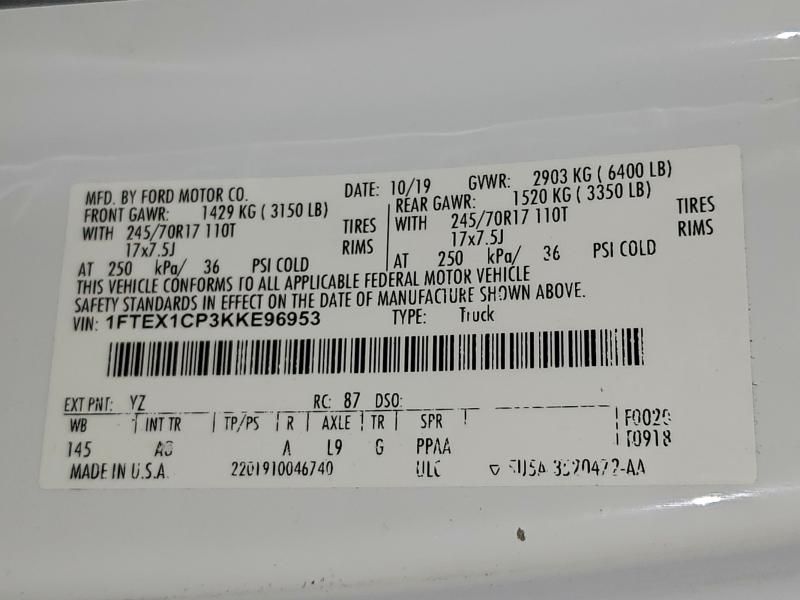 MFD. BY FORD MOTOR CO. DATE: 10/19 GVWR: 2903 KG ( 6400 LB)
FRONT GAWR: 1429 KG ( 3150 LB) REAR GAWR: 1520 KG ( 3350 LB)
WITH 245/70R17 110T TIRES WITH 245/70R17 110T TIRES
17x7.5J RIMS 17x7.5J RIMS
AT 250 kPa/ 36 PSI COLD AT 250 kPa/ 36 PSI COLD
THIS VEHICLE CONFORMS TO ALL APPLICABLE FEDERAL MOTOR VEHICLE
SAFETY STANDARDS IN EFFECT ON THE DATE OF MANUFACTURE SHOWN ABOVE.
VIN: 1FTEX1CP3KKE96953 TYPE: Truck
EXT PNT: YZ RC: 87 DSO:
WB INT TR TP/PS R AXLE TR SPR
145 A L9 G PPAA
MADE IN U.S.A. 2201910046740